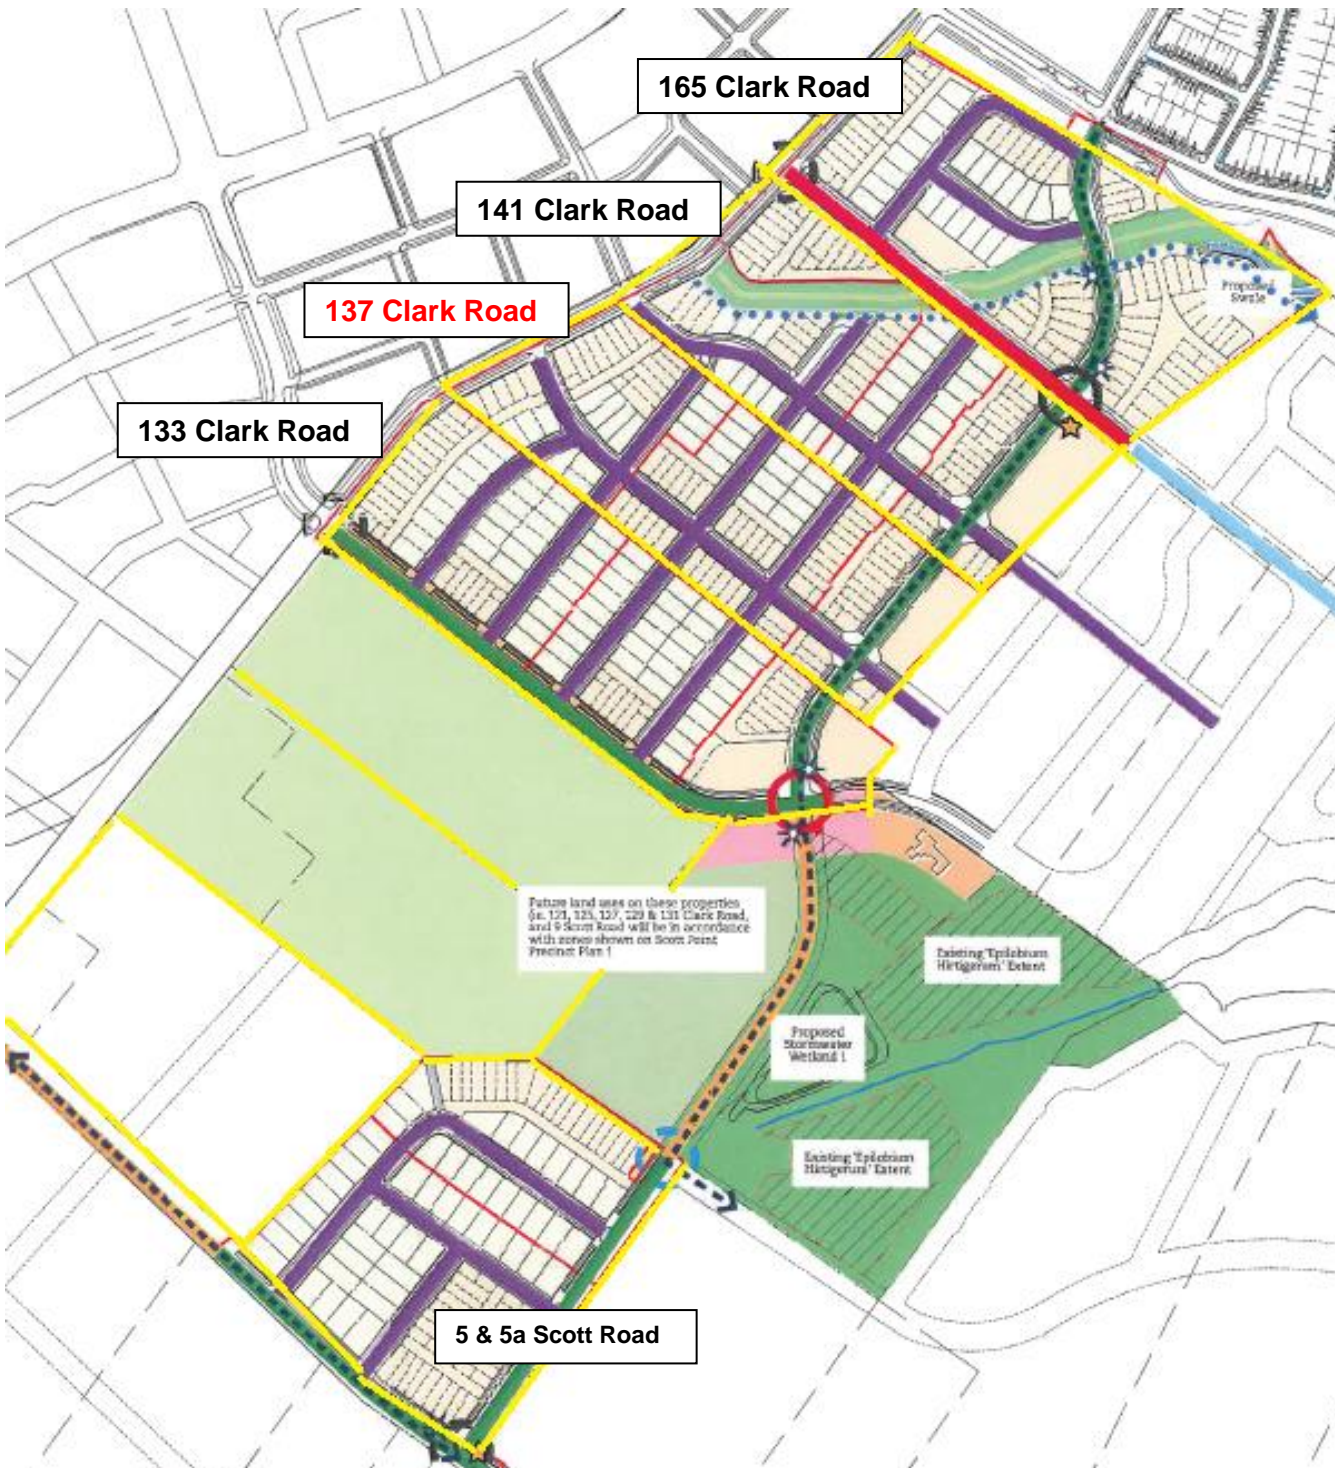 165 Clark Road
141 Clark Road
137 Clark Road
133 Clark Road
Proposed
Swale
Future land uses on these properties
(ie. 121, 125, 127, 129 & 131 Clark Road,
and 9 Scott Road will be in accordance
with zones shown on Scott Point
Precinct Plan 1
Existing 'Epilobium
Hirtigerum' Extent
Proposed
Stormwater
Wetland 1
Existing 'Epilobium
Hirtigerum' Extent
5 & 5a Scott Road